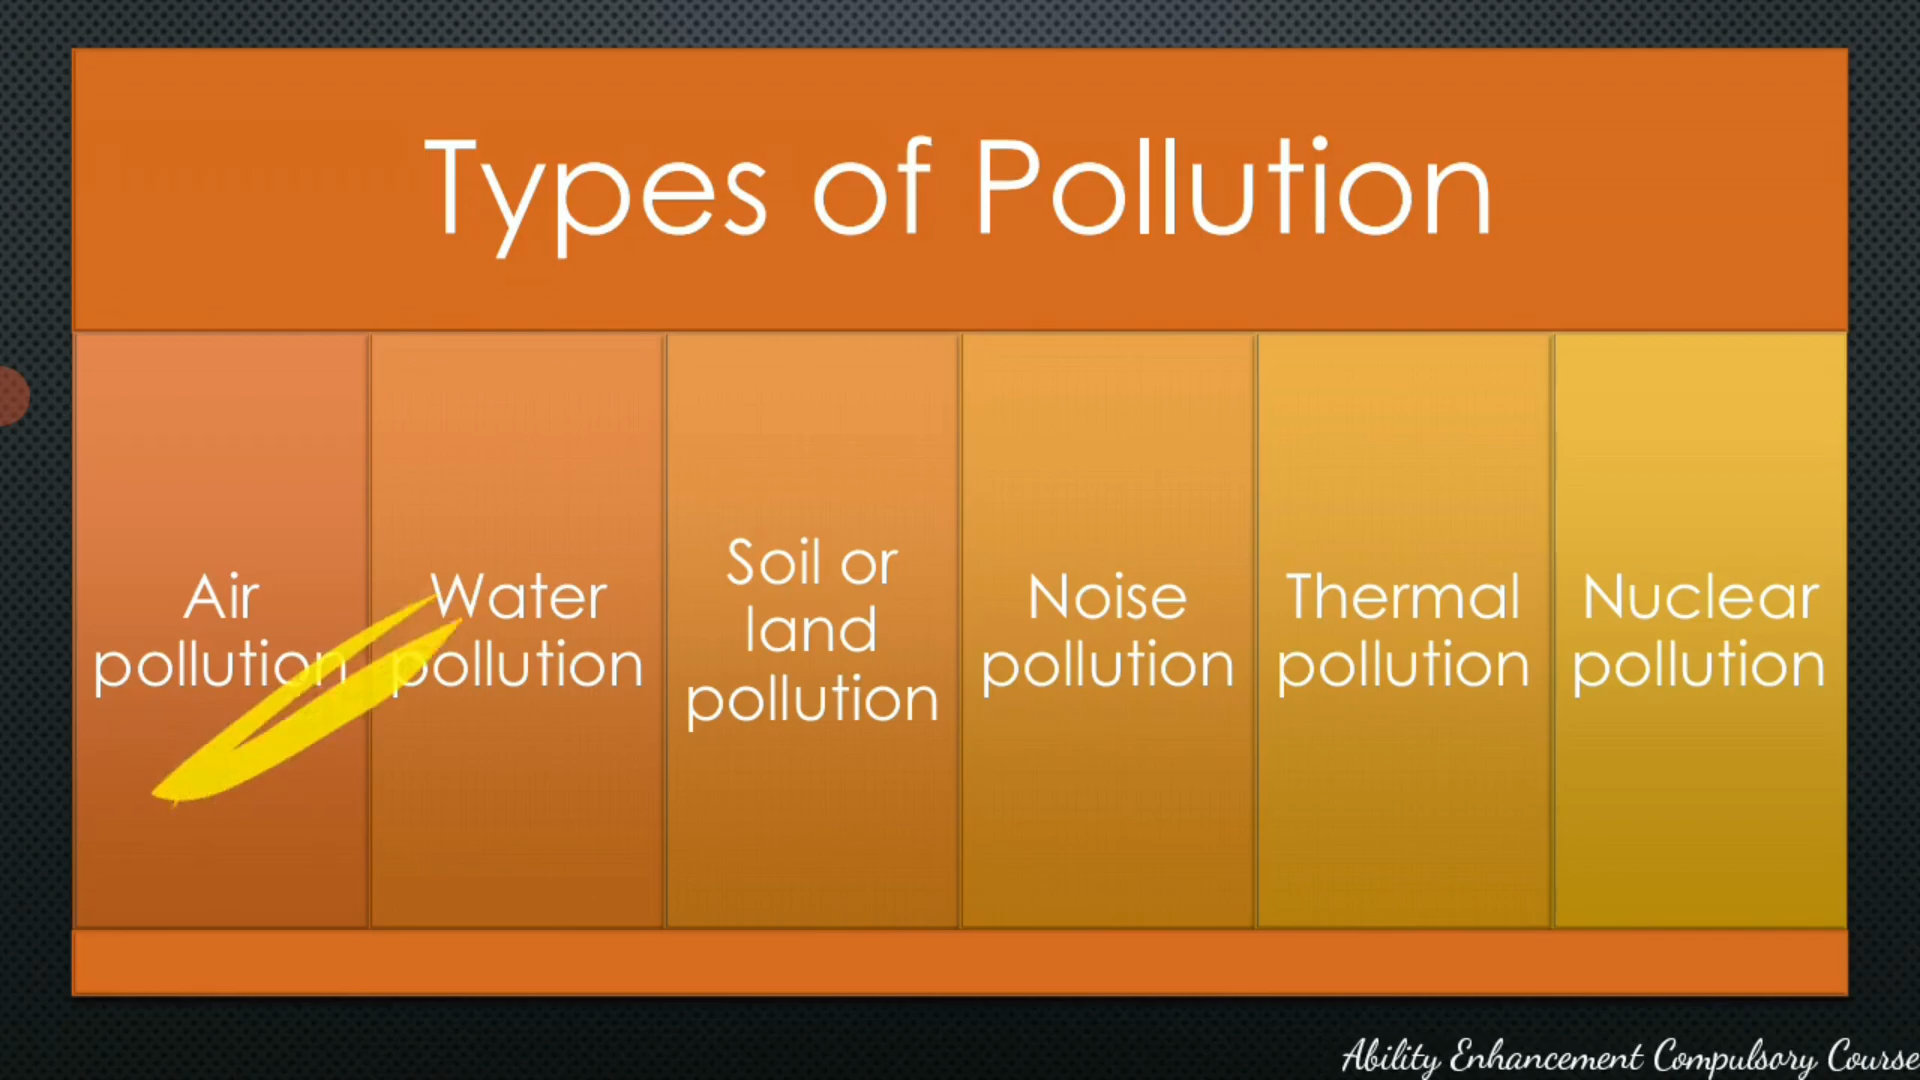 Types of Pollution
Air
pollution
Water
pollution
Soil or
land
pollution
Noise
pollution
Thermal
pollution
Nuclear
pollution
Ability Enhancement Compulsory Course